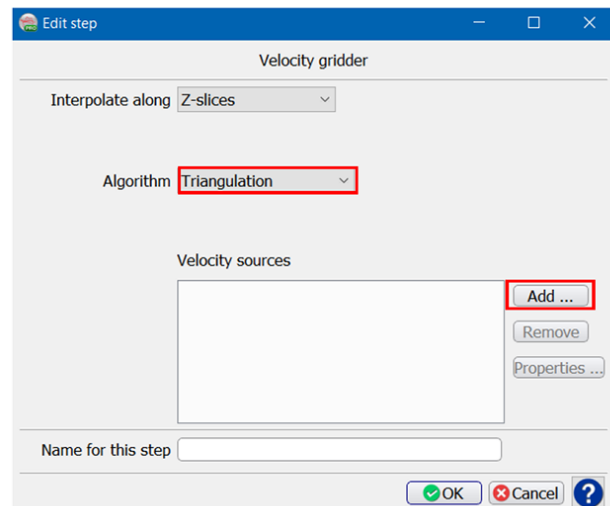 Edit step
Velocity gridder
Interpolate along Z-slices
Algorithm Triangulation
Velocity sources
Add ...
Remove
Properties ...
Name for this step
OK Cancel ?